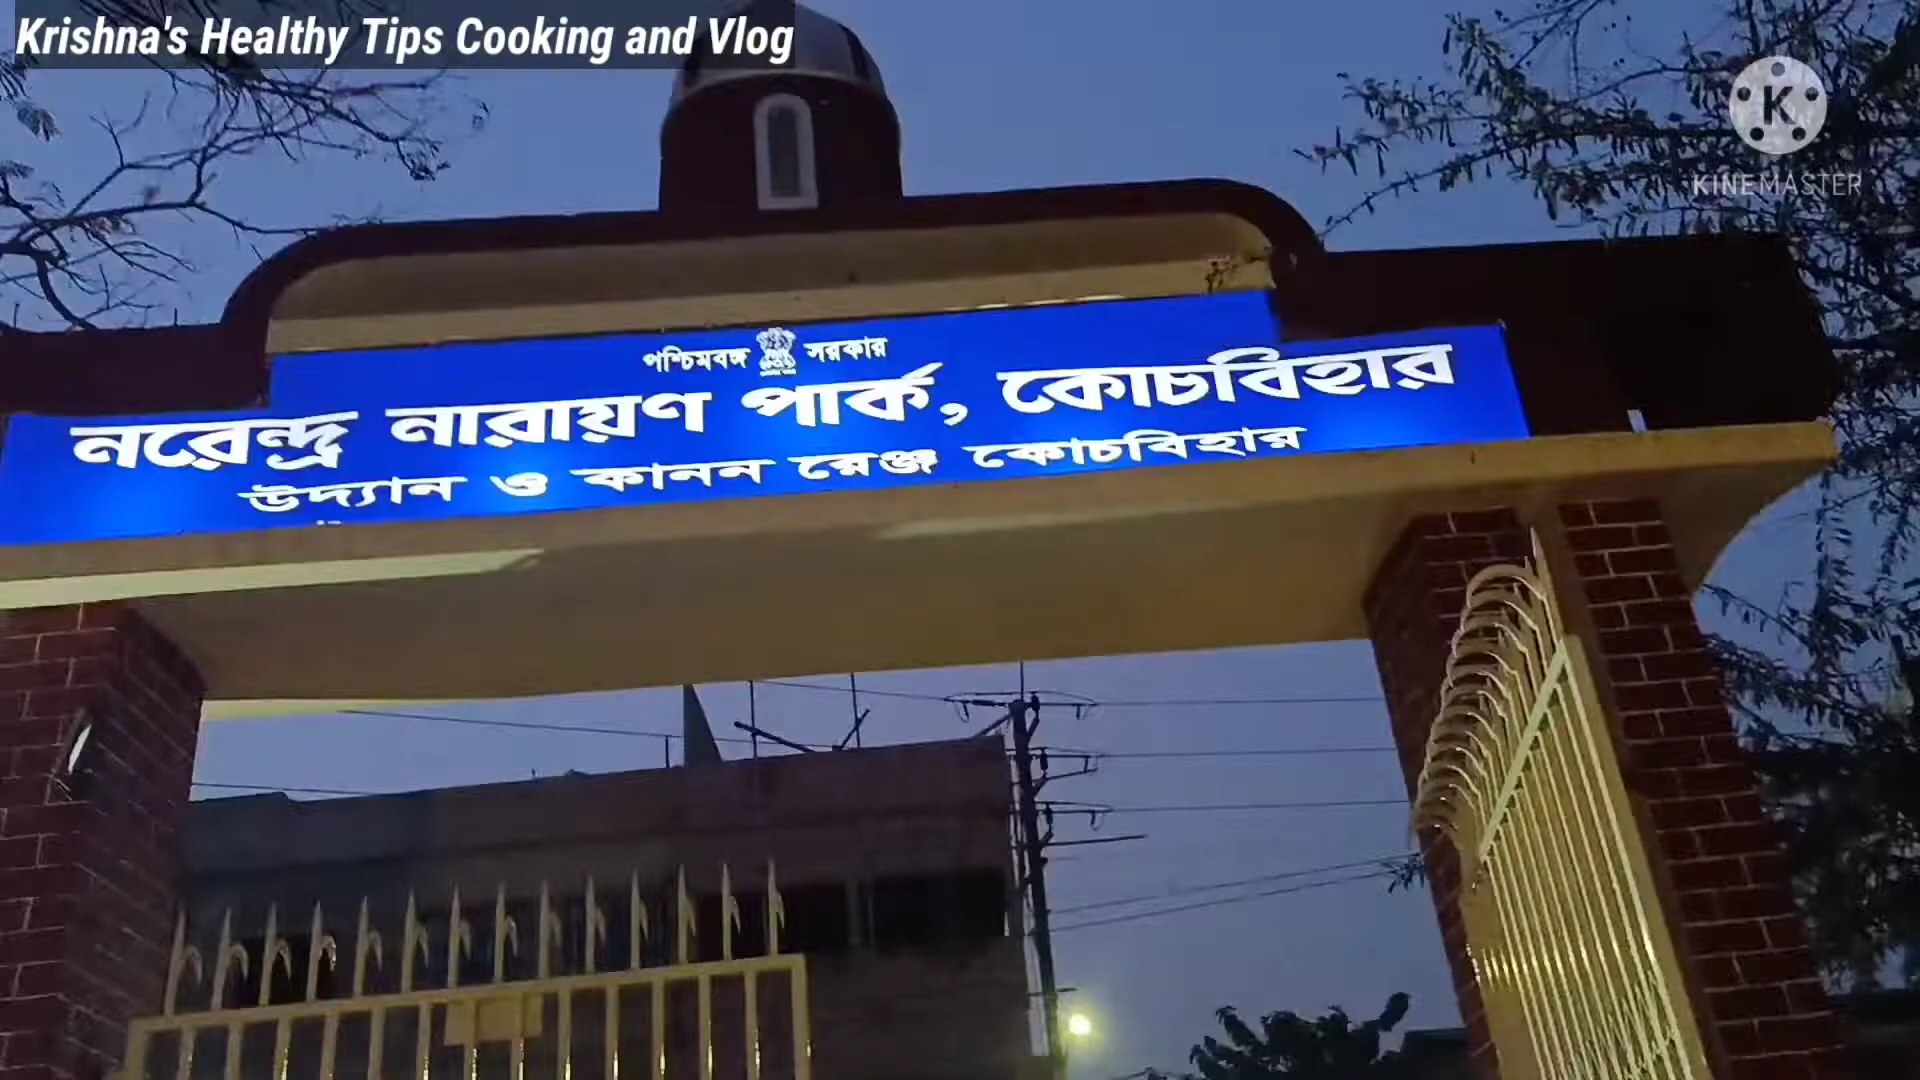 Krishna's Healthy Tips Cooking and Vlog
K
KINEMASTER
পশ্চিমবঙ্গ সরকার
নরেন্দ্র নারায়ণ পার্ক, কোচবিহার
উদ্যান ও কানন রেঞ্জ কোচবিহার